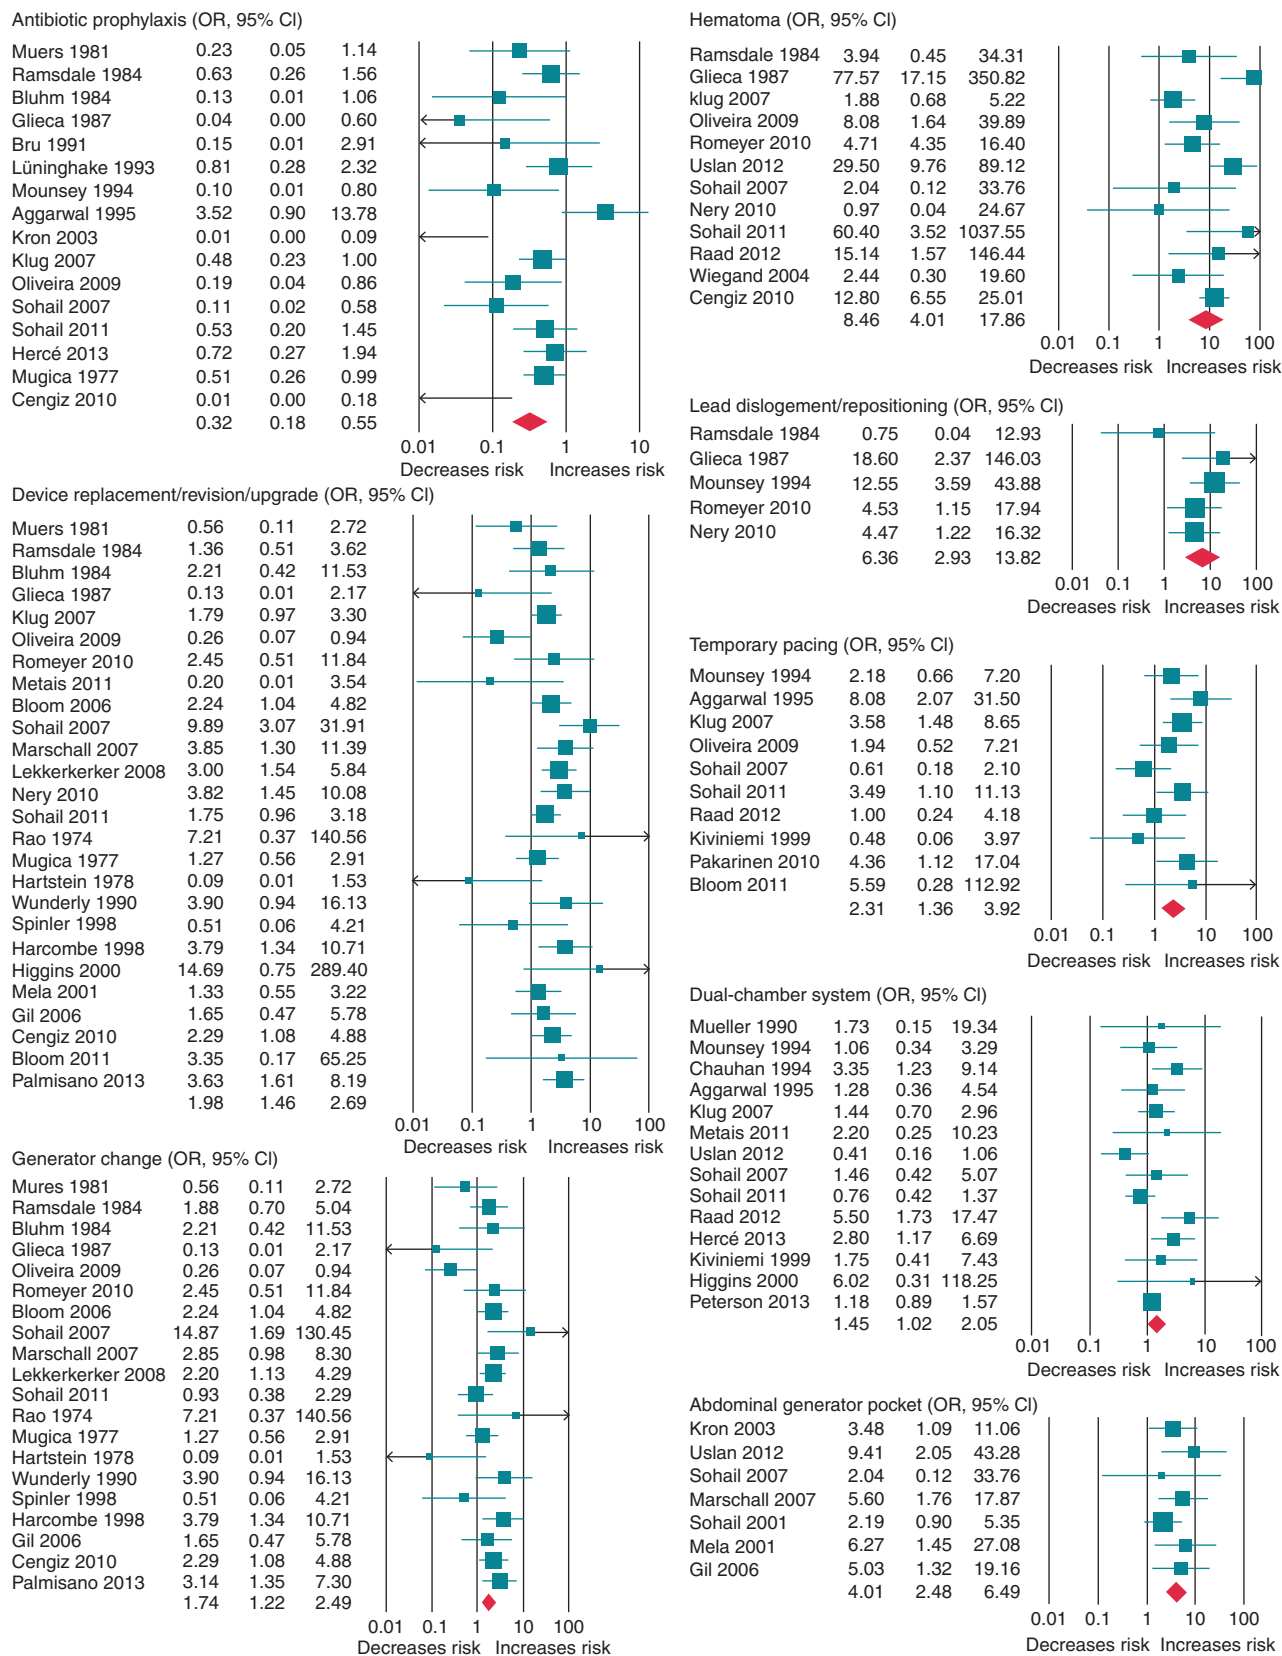 Antibiotic prophylaxis (OR, 95% CI)
Muers 1981 0.23 0.05 1.14
Ramsdale 1984 0.63 0.26 1.56
Bluhm 1984 0.13 0.01 1.06
Glieca 1987 0.04 0.00 0.60
Bru 1991 0.15 0.01 2.91
Lüninghake 1993 0.81 0.28 2.32
Mounsey 1994 0.10 0.01 0.80
Aggarwal 1995 3.52 0.90 13.78
Kron 2003 0.01 0.00 0.09
Klug 2007 0.48 0.23 1.00
Oliveira 2009 0.19 0.04 0.86
Sohail 2007 0.11 0.02 0.58
Sohail 2011 0.53 0.20 1.45
Hercé 2013 0.72 0.27 1.94
Mugica 1977 0.51 0.26 0.99
Cengiz 2010 0.01 0.00 0.18
0.32 0.18 0.55
0.01 0.1 1 10
Decreases risk Increases risk
Device replacement/revision/upgrade (OR, 95% CI)
Muers 1981 0.56 0.11 2.72
Ramsdale 1984 1.36 0.51 3.62
Bluhm 1984 2.21 0.42 11.53
Glieca 1987 0.13 0.01 2.17
Klug 2007 1.79 0.97 3.30
Oliveira 2009 0.26 0.07 0.94
Romeyer 2010 2.45 0.51 11.84
Metais 2011 0.20 0.01 3.54
Bloom 2006 2.24 1.04 4.82
Sohail 2007 9.89 3.07 31.91
Marschall 2007 3.85 1.30 11.39
Lekkerkerker 2008 3.00 1.54 5.84
Nery 2010 3.82 1.45 10.08
Sohail 2011 1.75 0.96 3.18
Rao 1974 7.21 0.37 140.56
Mugica 1977 1.27 0.56 2.91
Hartstein 1978 0.09 0.01 1.53
Wunderly 1990 3.90 0.94 16.13
Spinler 1998 0.51 0.06 4.21
Harcombe 1998 3.79 1.34 10.71
Higgins 2000 14.69 0.75 289.40
Mela 2001 1.33 0.55 3.22
Gil 2006 1.65 0.47 5.78
Cengiz 2010 2.29 1.08 4.88
Bloom 2011 3.35 0.17 65.25
Palmisano 2013 3.63 1.61 8.19
1.98 1.46 2.69
0.01 0.1 1 10 100
Decreases risk Increases risk
Generator change (OR, 95% CI)
Mures 1981 0.56 0.11 2.72
Ramsdale 1984 1.88 0.70 5.04
Bluhm 1984 2.21 0.42 11.53
Glieca 1987 0.13 0.01 2.17
Oliveira 2009 0.26 0.07 0.94
Romeyer 2010 2.45 0.51 11.84
Bloom 2006 2.24 1.04 4.82
Sohail 2007 14.87 1.69 130.45
Marschall 2007 2.85 0.98 8.30
Lekkerkerker 2008 2.20 1.13 4.29
Sohail 2011 0.93 0.38 2.29
Rao 1974 7.21 0.37 140.56
Mugica 1977 1.27 0.56 2.91
Hartstein 1978 0.09 0.01 1.53
Wunderly 1990 3.90 0.94 16.13
Spinler 1998 0.51 0.06 4.21
Harcombe 1998 3.79 1.34 10.71
Gil 2006 1.65 0.47 5.78
Cengiz 2010 2.29 1.08 4.88
Palmisano 2013 3.14 1.35 7.30
1.74 1.22 2.49
0.01 0.1 1 10 100
Decreases risk Increases risk
Hematoma (OR, 95% CI)
Ramsdale 1984 3.94 0.45 34.31
Glieca 1987 77.57 17.15 350.82
klug 2007 1.88 0.68 5.22
Oliveira 2009 8.08 1.64 39.89
Romeyer 2010 4.71 4.35 16.40
Uslan 2012 29.50 9.76 89.12
Sohail 2007 2.04 0.12 33.76
Nery 2010 0.97 0.04 24.67
Sohail 2011 60.40 3.52 1037.55
Raad 2012 15.14 1.57 146.44
Wiegand 2004 2.44 0.30 19.60
Cengiz 2010 12.80 6.55 25.01
8.46 4.01 17.86
0.01 0.1 1 10 100
Decreases risk Increases risk
Lead dislogement/repositioning (OR, 95% CI)
Ramsdale 1984 0.75 0.04 12.93
Glieca 1987 18.60 2.37 146.03
Mounsey 1994 12.55 3.59 43.88
Romeyer 2010 4.53 1.15 17.94
Nery 2010 4.47 1.22 16.32
6.36 2.93 13.82
0.01 0.1 1 10 100
Decreases risk Increases risk
Temporary pacing (OR, 95% CI)
Mounsey 1994 2.18 0.66 7.20
Aggarwal 1995 8.08 2.07 31.50
Klug 2007 3.58 1.48 8.65
Oliveira 2009 1.94 0.52 7.21
Sohail 2007 0.61 0.18 2.10
Sohail 2011 3.49 1.10 11.13
Raad 2012 1.00 0.24 4.18
Kiviniemi 1999 0.48 0.06 3.97
Pakarinen 2010 4.36 1.12 17.04
Bloom 2011 5.59 0.28 112.92
2.31 1.36 3.92
0.01 0.1 1 10 100
Decreases risk Increases risk
Dual-chamber system (OR, 95% CI)
Mueller 1990 1.73 0.15 19.34
Mounsey 1994 1.06 0.34 3.29
Chauhan 1994 3.35 1.23 9.14
Aggarwal 1995 1.28 0.36 4.54
Klug 2007 1.44 0.70 2.96
Metais 2011 2.20 0.25 10.23
Uslan 2012 0.41 0.16 1.06
Sohail 2007 1.46 0.42 5.07
Sohail 2011 0.76 0.42 1.37
Raad 2012 5.50 1.73 17.47
Hercé 2013 2.80 1.17 6.69
Kiviniemi 1999 1.75 0.41 7.43
Higgins 2000 6.02 0.31 118.25
Peterson 2013 1.18 0.89 1.57
1.45 1.02 2.05
0.01 0.1 1 10 100
Decreases risk Increases risk
Abdominal generator pocket (OR, 95% CI)
Kron 2003 3.48 1.09 11.06
Uslan 2012 9.41 2.05 43.28
Sohail 2007 2.04 0.12 33.76
Marschall 2007 5.60 1.76 17.87
Sohail 2001 2.19 0.90 5.35
Mela 2001 6.27 1.45 27.08
Gil 2006 5.03 1.32 19.16
4.01 2.48 6.49
0.01 0.1 1 10 100
Decreases risk Increases risk